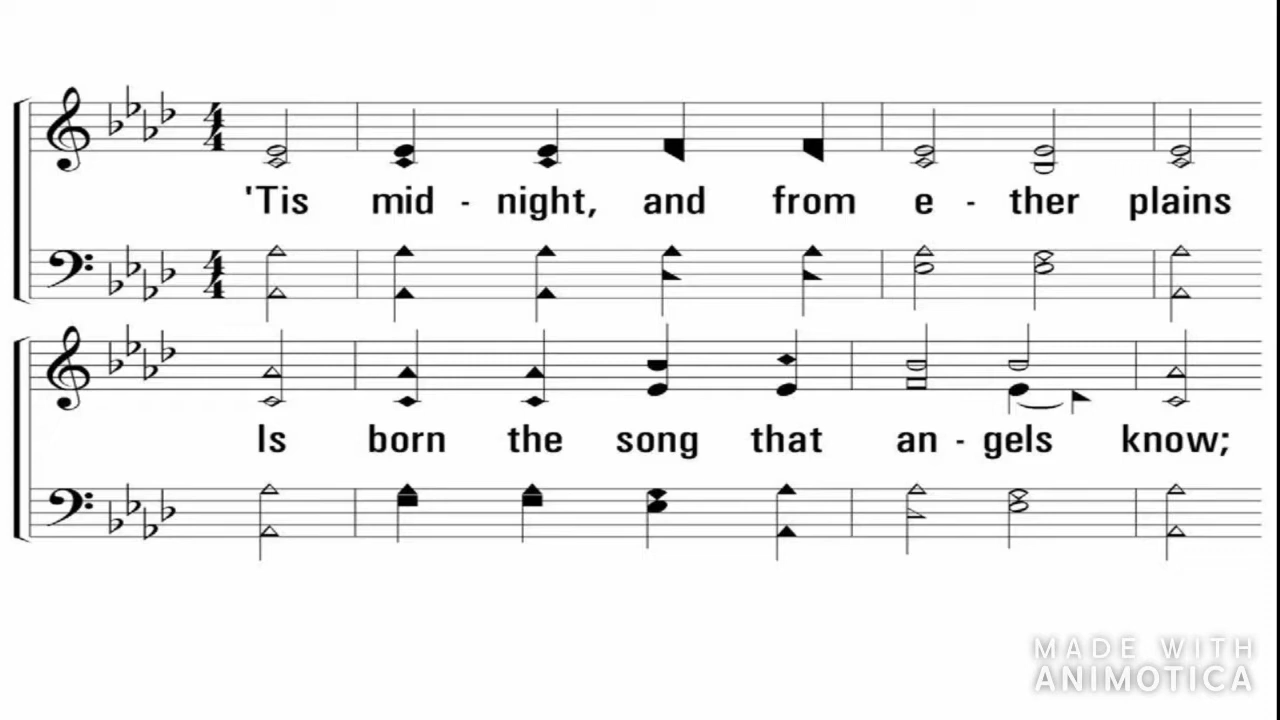 'Tis mid - night, and from e - ther plains
Is born the song that an - gels know;
MADE WITH
ANIMOTICA